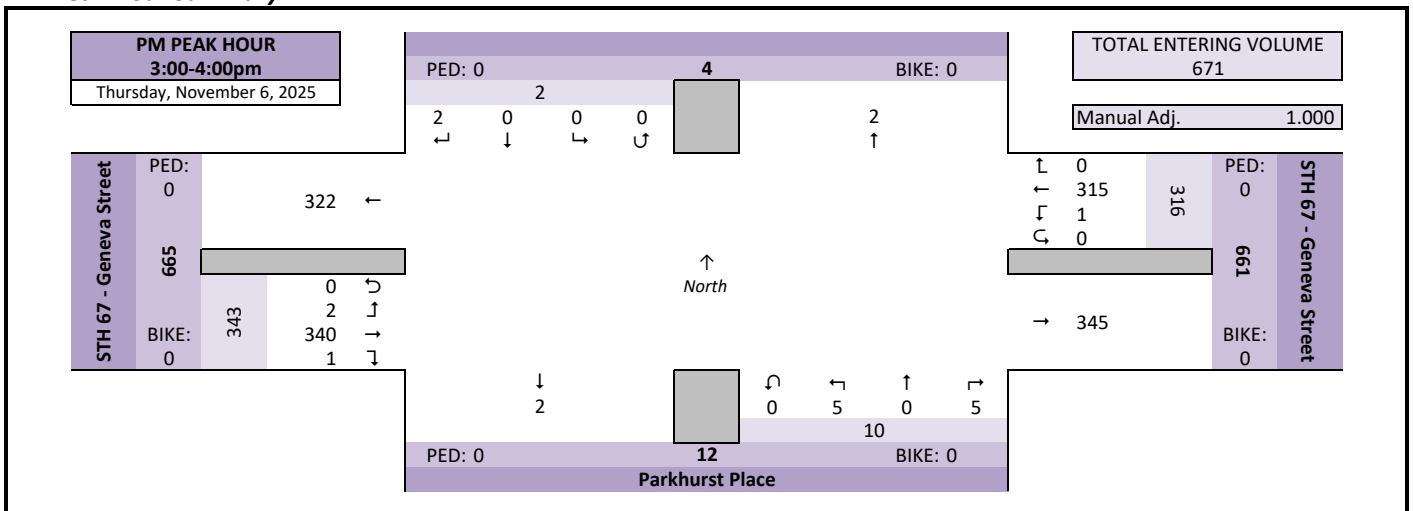 PM PEAK HOUR
3:00-4:00pm
Thursday, November 6, 2025
TOTAL ENTERING VOLUME
671
Manual Adj. 1.000
PED: 0 4 BIKE: 0
2
2 0 0 0
↵ ↓ ↳ ↺
2
↑
STH 67 - Geneva Street
PED:
0
665
BIKE:
0
322 ←
343
0 ⮌
2 ↰
340 →
1 ↴
↑
North
↑ 0
← 315
↓ 1
⮎ 0
316
→ 345
PED:
0
661
BIKE:
0
STH 67 - Geneva Street
↓
2
↶ ↰ ↑ ↱
0 5 0 5
10
PED: 0 12 BIKE: 0
Parkhurst Place